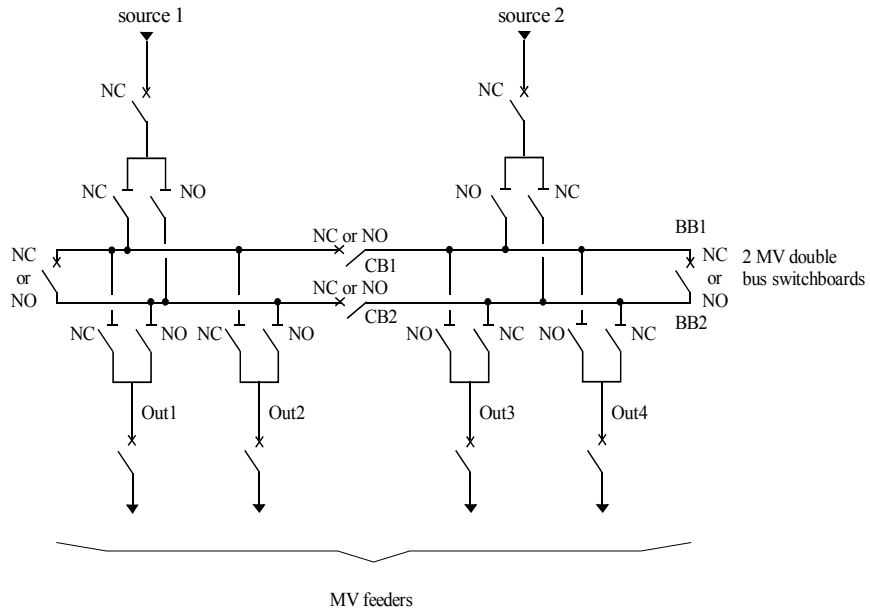 source 1
source 2
NC
NC
NC
NO
NO
NC
NC or NO
CB1
BB1
NC
or
NO
NC or NO
CB2
NC
or
NO
BB2
2 MV double
bus switchboards
NC
NO
NC
NO
NO
NC
NO
NC
Out1
Out2
Out3
Out4
MV feeders